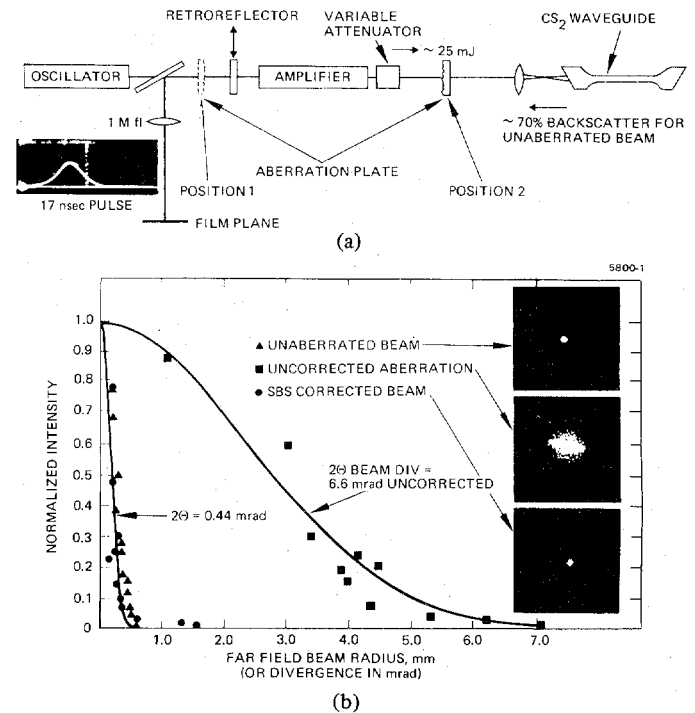 (a)
RETROREFLECTOR
VARIABLE
ATTENUATOR
~ 25 mJ
CS2 WAVEGUIDE
OSCILLATOR
AMPLIFIER
1 M fl
~ 70% BACKSCATTER FOR
UNABERRATED BEAM
ABERRATION PLATE
POSITION 1
POSITION 2
17 nsec PULSE
FILM PLANE
(a)
(b)
5800-1
1.0
0.9
0.8
0.7
0.6
0.5
0.4
0.3
0.2
0.1
0
NORMALIZED INTENSITY
▲ UNABERRATED BEAM
■ UNCORRECTED ABERRATION
● SBS CORRECTED BEAM
2Θ BEAM DIV =
6.6 mrad UNCORRECTED
2Θ = 0.44 mrad
0 1.0 2.0 3.0 4.0 5.0 6.0 7.0
FAR FIELD BEAM RADIUS, mm
(OR DIVERGENCE IN mrad)
(b)